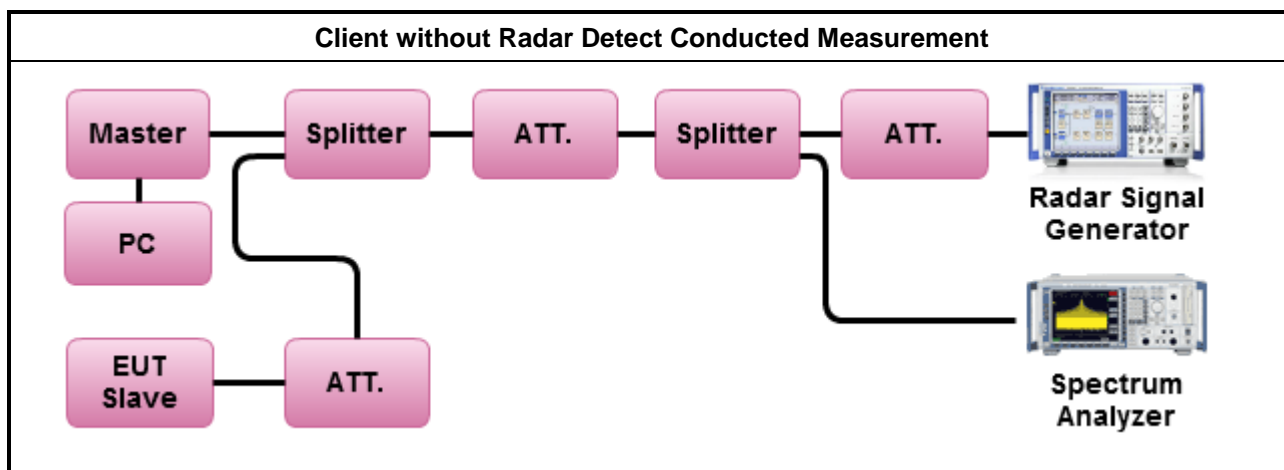 Client without Radar Detect Conducted Measurement
Master
Splitter
ATT.
Splitter
ATT.
Radar Signal
Generator
PC
EUT
Slave
ATT.
Spectrum
Analyzer